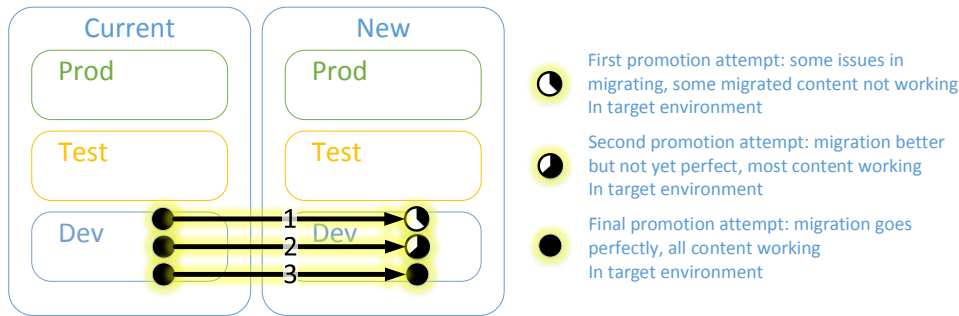 Current
New
Prod
Prod
Test
Test
Dev
Dev
1
2
3
First promotion attempt: some issues in
migrating, some migrated content not working
In target environment
Second promotion attempt: migration better
but not yet perfect, most content working
In target environment
Final promotion attempt: migration goes
perfectly, all content working
In target environment